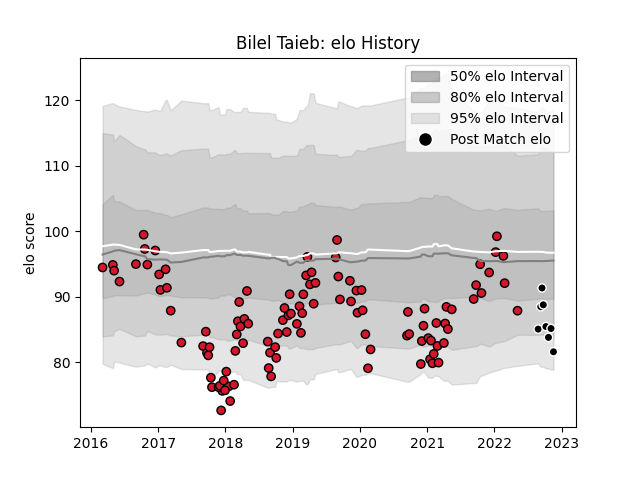 Bilel Taieb: elo History
50% elo Interval
80% elo Interval
95% elo Interval
Post Match elo
elo score
120
110
100
90
80
2016 2017 2018 2019 2020 2021 2022 2023